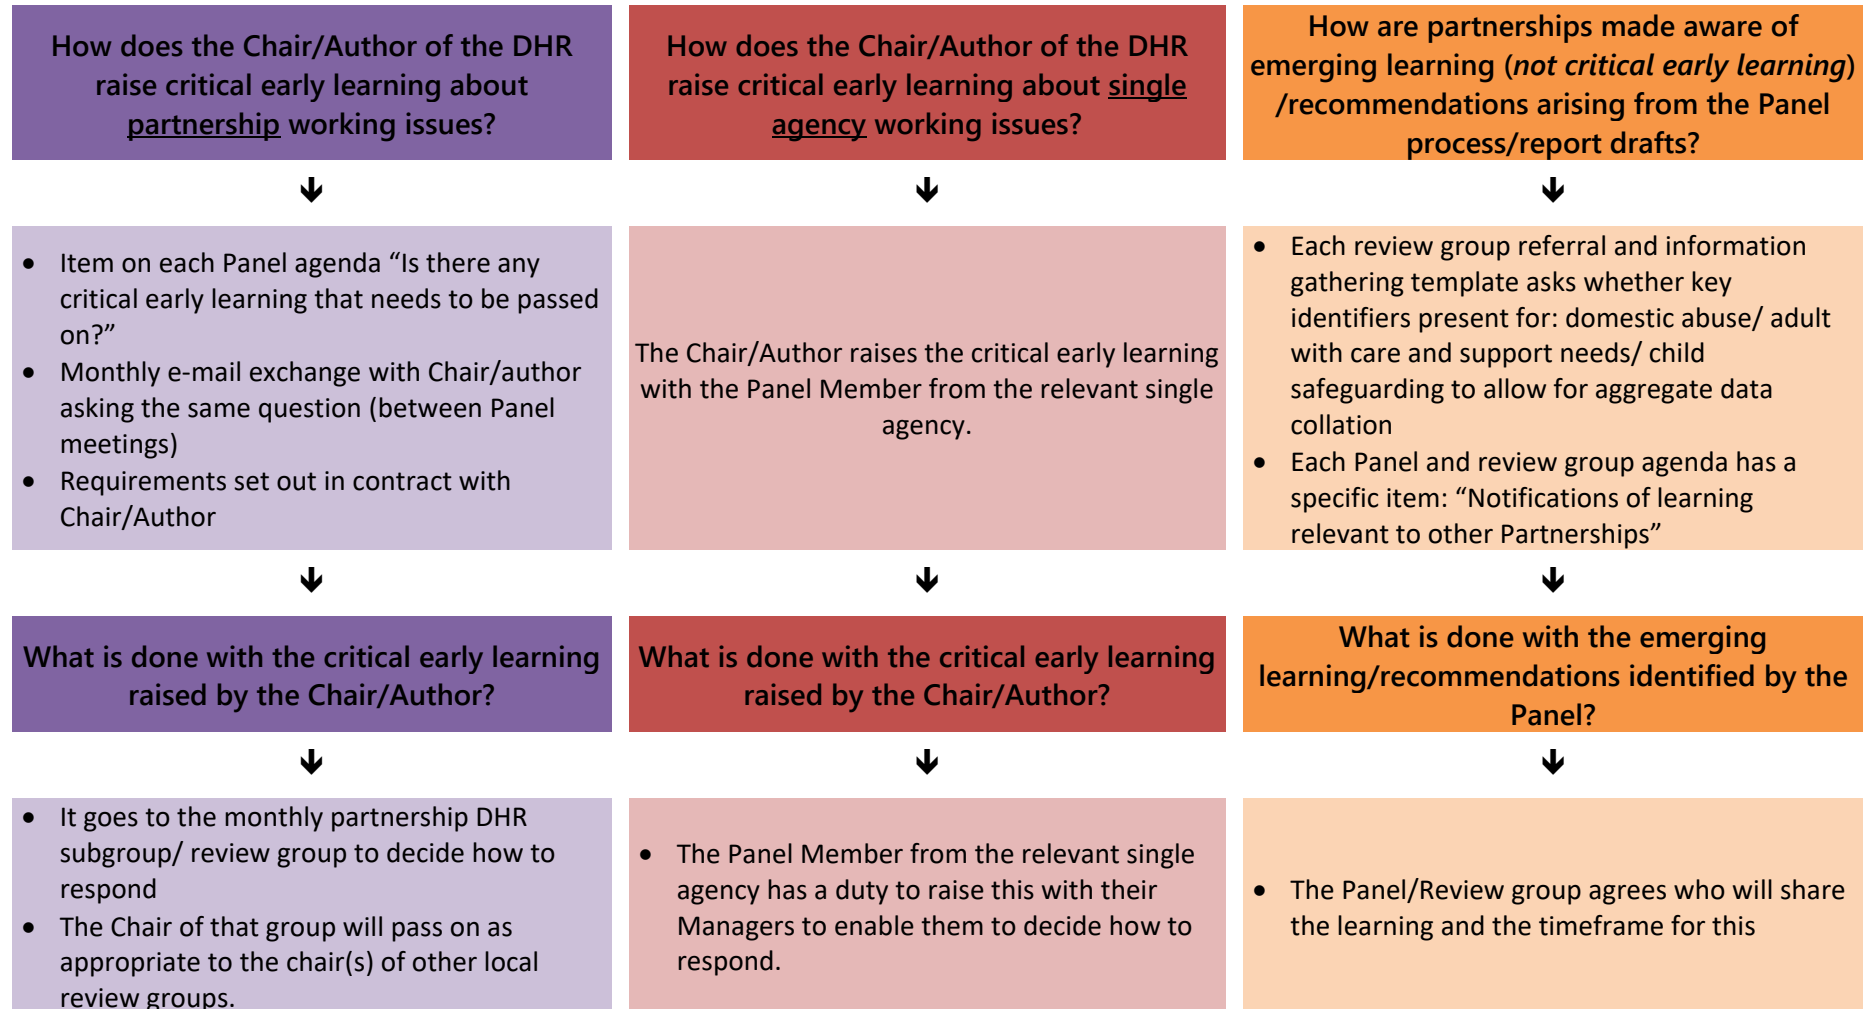 How does the Chair/Author of the DHR
raise critical early learning about
partnership working issues?
How does the Chair/Author of the DHR
raise critical early learning about single
agency working issues?
How are partnerships made aware of
emerging learning (not critical early learning)
/recommendations arising from the Panel
process/report drafts?
• Item on each Panel agenda “Is there any
critical early learning that needs to be passed
on?”
• Monthly e-mail exchange with Chair/author
asking the same question (between Panel
meetings)
• Requirements set out in contract with
Chair/Author
The Chair/Author raises the critical early learning
with the Panel Member from the relevant single
agency.
• Each review group referral and information
gathering template asks whether key
identifiers present for: domestic abuse/ adult
with care and support needs/ child
safeguarding to allow for aggregate data
collation
• Each Panel and review group agenda has a
specific item: “Notifications of learning
relevant to other Partnerships”
What is done with the critical early learning
raised by the Chair/Author?
What is done with the critical early learning
raised by the Chair/Author?
What is done with the emerging
learning/recommendations identified by the
Panel?
• It goes to the monthly partnership DHR
subgroup/ review group to decide how to
respond
• The Chair of that group will pass on as
appropriate to the chair(s) of other local
review groups.
• The Panel Member from the relevant single
agency has a duty to raise this with their
Managers to enable them to decide how to
respond.
• The Panel/Review group agrees who will share
the learning and the timeframe for this